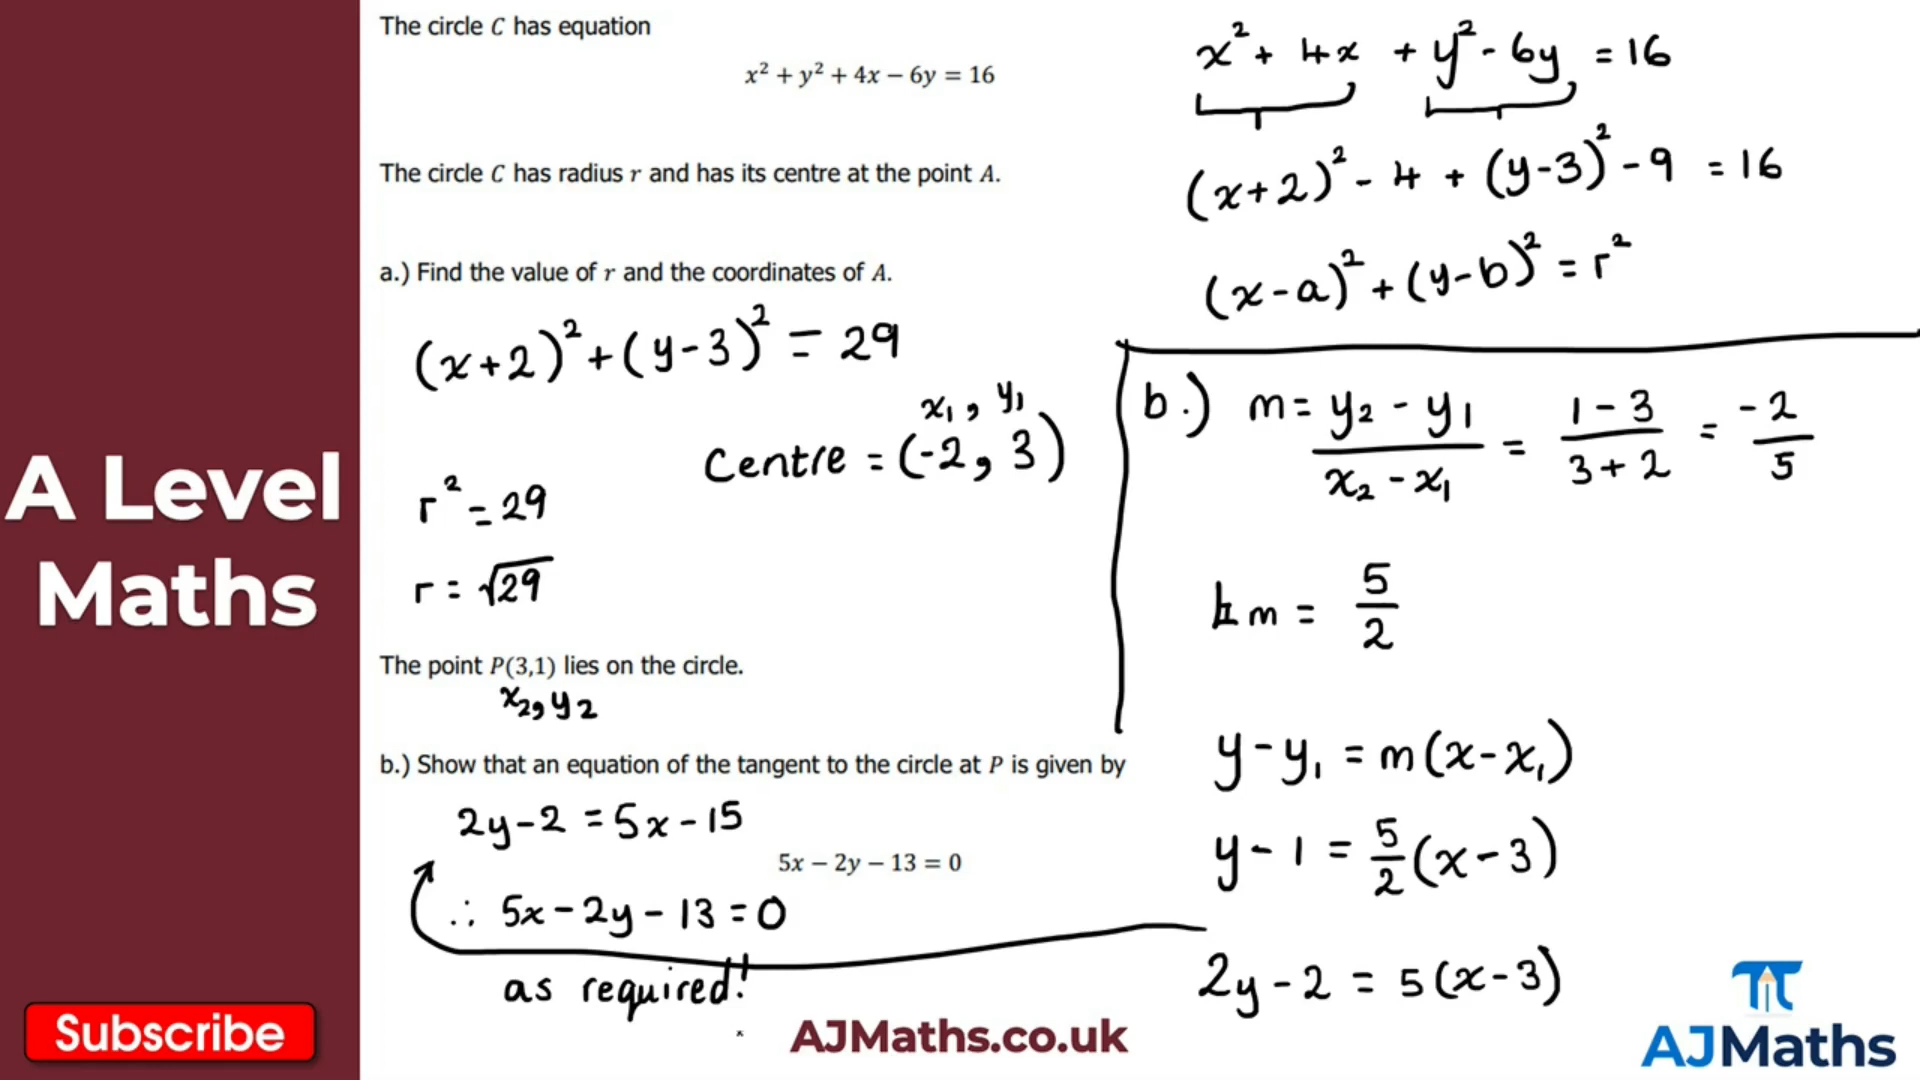 A Level
Maths
Subscribe
The circle C has equation
x² + y² + 4x − 6y = 16
The circle C has radius r and has its centre at the point A.
a.) Find the value of r and the coordinates of A.
(x+2)² + (y-3)² = 29
x₁, y₁
Centre = (-2, 3)
r² = 29
r = √29
The point P(3,1) lies on the circle.
x₂, y₂
b.) Show that an equation of the tangent to the circle at P is given by
2y-2 = 5x-15
5x − 2y − 13 = 0
∴ 5x-2y-13 = 0
as required!!
x² + 4x + y² - 6y = 16
(x+2)² - 4 + (y-3)² - 9 = 16
(x-a)² + (y-b)² = r²
b.) m = y₂ - y₁ / x₂ - x₁ = 1-3 / 3+2 = -2 / 5
m = 5/2
y-y₁ = m(x-x₁)
y-1 = 5/2 (x-3)
2y-2 = 5(x-3)
AJMaths.co.uk
AJMaths